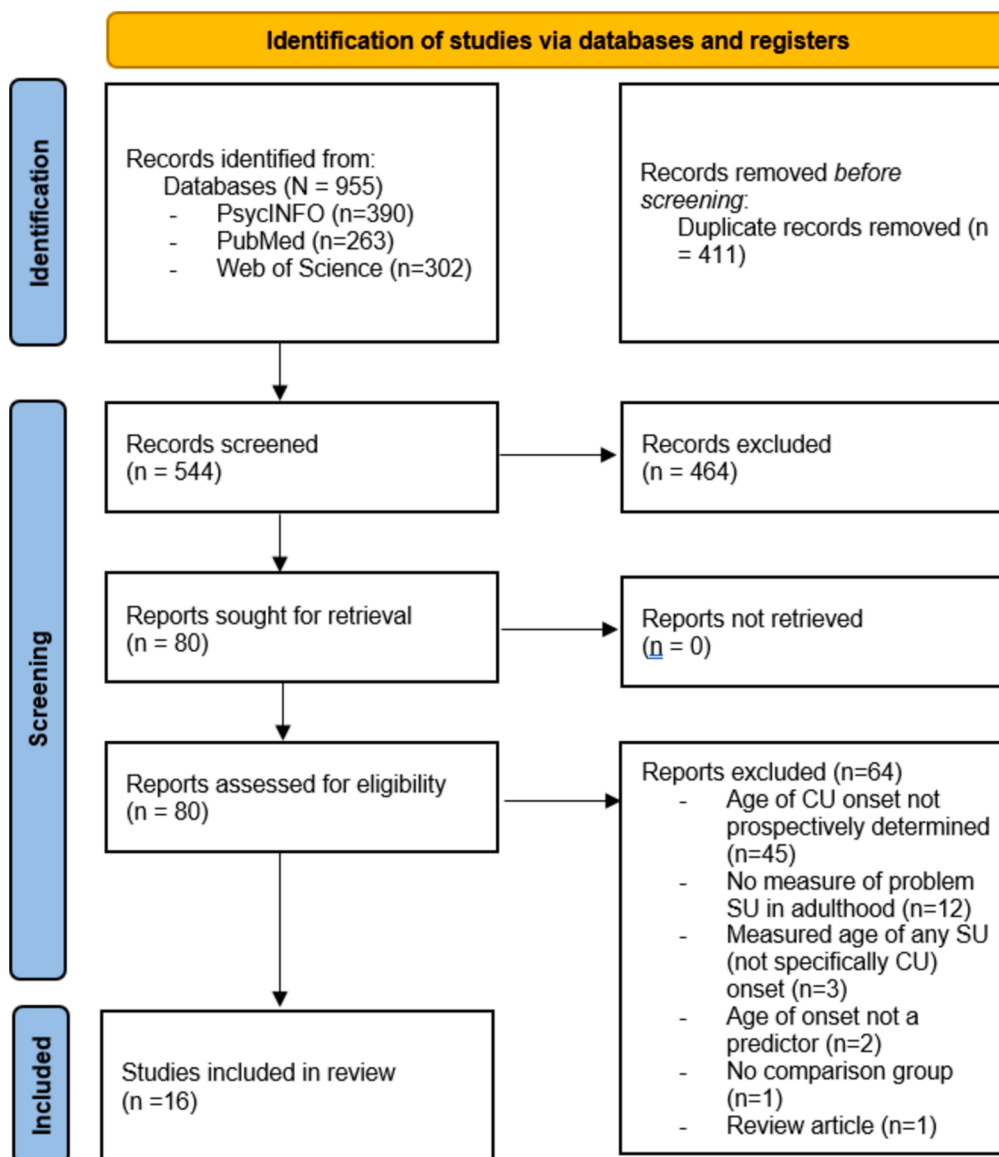 Identification of studies via databases and registers
Identification
Records identified from:
Databases (N = 955)
- PsycINFO (n=390)
- PubMed (n=263)
- Web of Science (n=302)
Records removed before
screening:
Duplicate records removed (n
= 411)
Screening
Records screened
(n = 544)
Records excluded
(n = 464)
Reports sought for retrieval
(n = 80)
Reports not retrieved
(n = 0)
Reports assessed for eligibility
(n = 80)
Reports excluded (n=64)
- Age of CU onset not
prospectively determined
(n=45)
- No measure of problem
SU in adulthood (n=12)
- Measured age of any SU
(not specifically CU)
onset (n=3)
- Age of onset not a
predictor (n=2)
- No comparison group
(n=1)
- Review article (n=1)
Included
Studies included in review
(n =16)